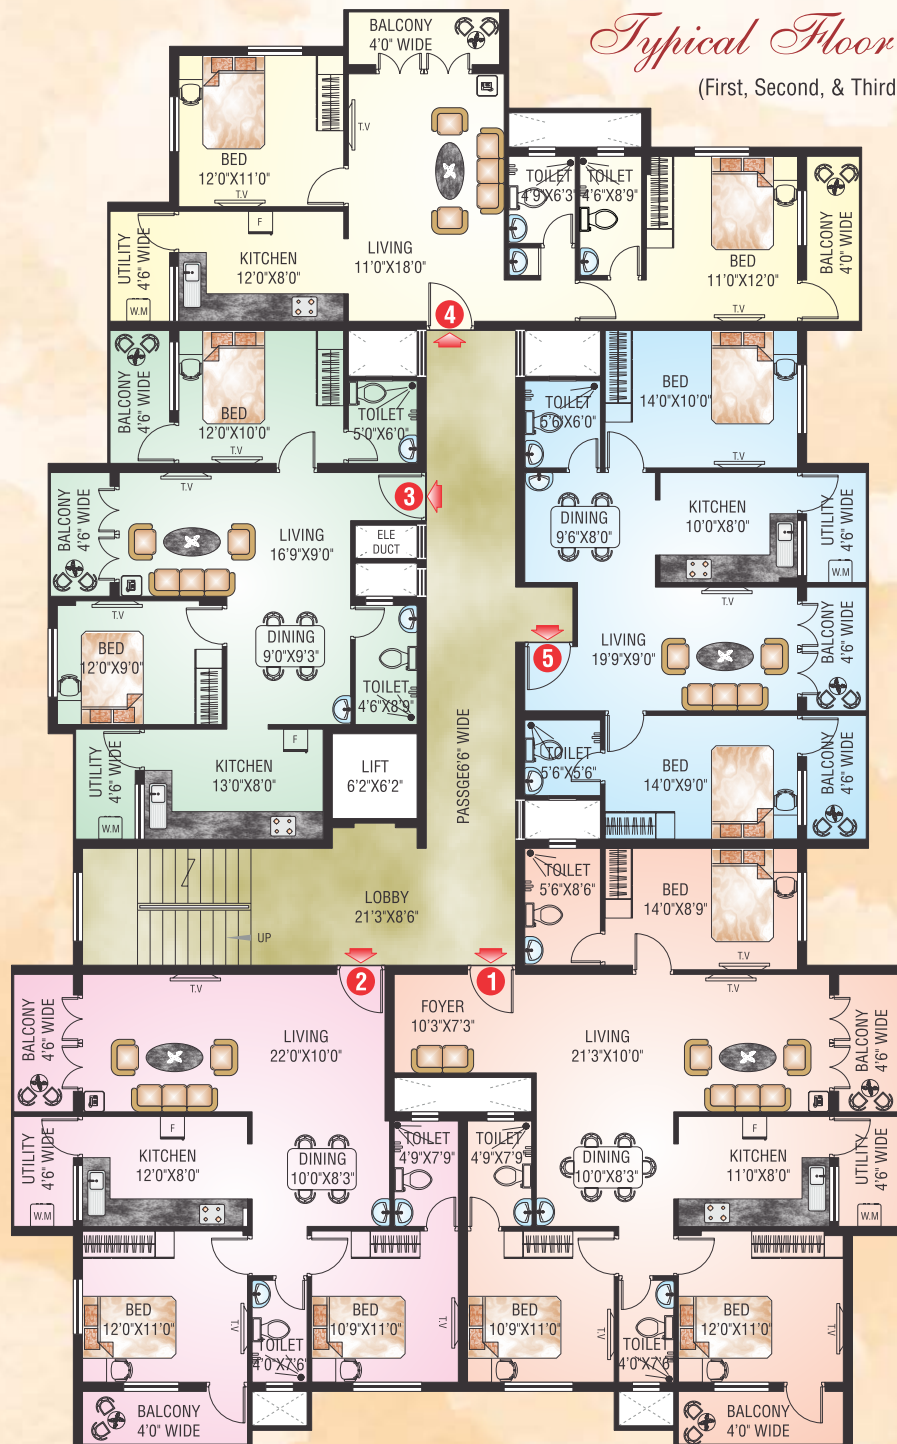 Typical Floor
(First, Second, & Third
BALCONY
4'0" WIDE
BED
12'0"X11'0"
T.V
T.V
TOILET
4'9"X6'3"
TOILET
4'6"X8'9"
BED
11'0"X12'0"
T.V
BALCONY
4'0" WIDE
UTILITY
4'6" WIDE
W.M
F
KITCHEN
12'0"X8'0"
LIVING
11'0"X18'0"
4
BALCONY
4'6" WIDE
BED
12'0"X10'0"
T.V
TOILET
5'0"X6'0"
TOILET
5'6"X6'0"
BED
14'0"X10'0"
T.V
3
BALCONY
4'6" WIDE
T.V
LIVING
16'9"X9'0"
ELE
DUCT
DINING
9'6"X8'0"
KITCHEN
10'0"X8'0"
UTILITY
4'6" WIDE
W.M
T.V
BED
12'0"X9'0"
DINING
9'0"X9'3"
TOILET
4'6"X8'9"
5
LIVING
19'9"X9'0"
T.V
BALCONY
4'6" WIDE
UTILITY
4'6" WIDE
W.M
F
KITCHEN
13'0"X8'0"
LIFT
6'2"X6'2"
PASSGE6'6" WIDE
TOILET
5'6"X5'6"
BED
14'0"X9'0"
BALCONY
4'6" WIDE
LOBBY
21'3"X8'6"
UP
TOILET
5'6"X8'6"
BED
14'0"X8'9"
T.V
2
1
BALCONY
4'6" WIDE
T.V
LIVING
22'0"X10'0"
FOYER
10'3"X7'3"
LIVING
21'3"X10'0"
T.V
BALCONY
4'6" WIDE
UTILITY
4'6" WIDE
W.M
F
KITCHEN
12'0"X8'0"
DINING
10'0"X8'3"
TOILET
4'9"X7'9"
TOILET
4'9"X7'9"
DINING
10'0"X8'3"
F
KITCHEN
11'0"X8'0"
UTILITY
4'6" WIDE
W.M
BED
12'0"X11'0"
T.V
TOILET
4'0"X7'6"
BED
10'9"X11'0"
T.V
BED
10'9"X11'0"
T.V
TOILET
4'0"X7'6"
BED
12'0"X11'0"
T.V
BALCONY
4'0" WIDE
BALCONY
4'0" WIDE